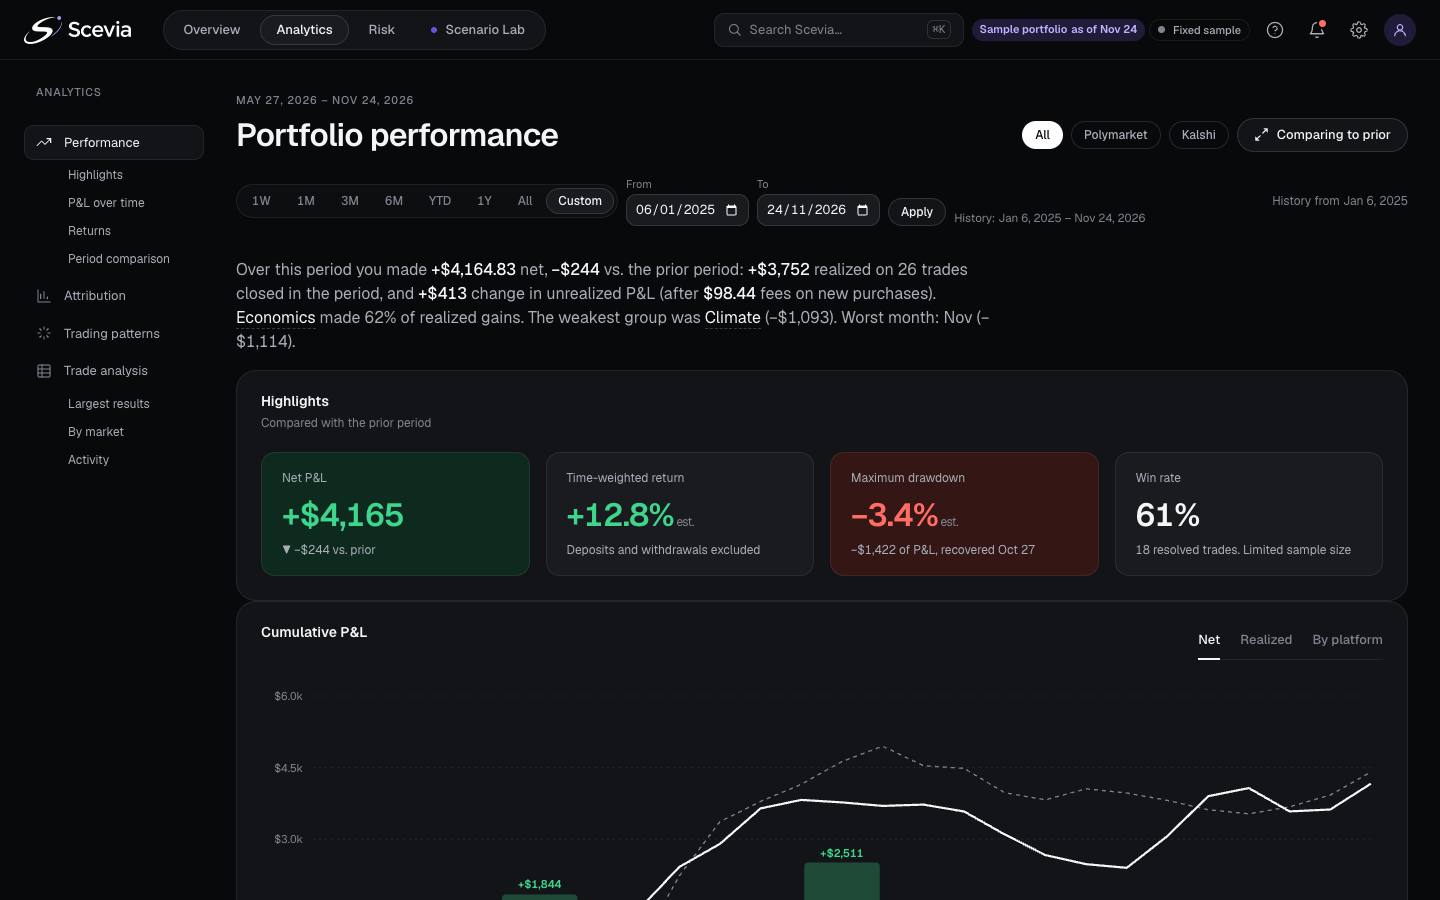 Scevia
Overview
Analytics
Risk
Scenario Lab
Search Scevia...
⌘K
Sample portfolio as of Nov 24
Fixed sample
ANALYTICS
Performance
Highlights
P&L over time
Returns
Period comparison
Attribution
Trading patterns
Trade analysis
Largest results
By market
Activity
MAY 27, 2026 – NOV 24, 2026
Portfolio performance
All
Polymarket
Kalshi
Comparing to prior
1W
1M
3M
6M
YTD
1Y
All
Custom
From
06/01/2025
To
24/11/2026
Apply
History: Jan 6, 2025 – Nov 24, 2026
History from Jan 6, 2025
Over this period you made +$4,164.83 net, −$244 vs. the prior period: +$3,752 realized on 26 trades
closed in the period, and +$413 change in unrealized P&L (after $98.44 fees on new purchases).
Economics made 62% of realized gains. The weakest group was Climate (−$1,093). Worst month: Nov (−
$1,114).
Highlights
Compared with the prior period
Net P&L
+$4,165
▼ −$244 vs. prior
Time-weighted return
+12.8% est.
Deposits and withdrawals excluded
Maximum drawdown
−3.4% est.
−$1,422 of P&L, recovered Oct 27
Win rate
61%
18 resolved trades. Limited sample size
Cumulative P&L
Net
Realized
By platform
$6.0k
$4.5k
$3.0k
+$2,511
+$1,844